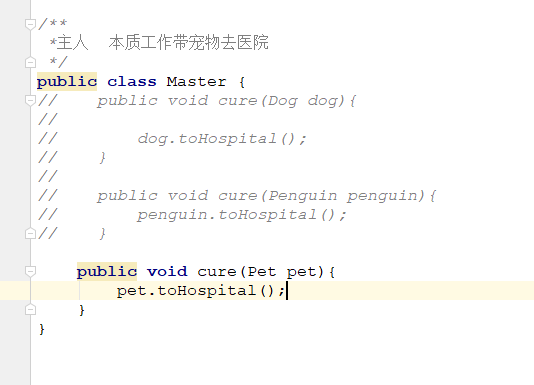 /**
 *主人  本质工作带宠物去医院
 */
public class Master {
//    public void cure(Dog dog){
//
//        dog.toHospital();
//    }
//
//    public void cure(Penguin penguin){
//        penguin.toHospital();
//    }
    public void cure(Pet pet){
        pet.toHospital();
    }
}